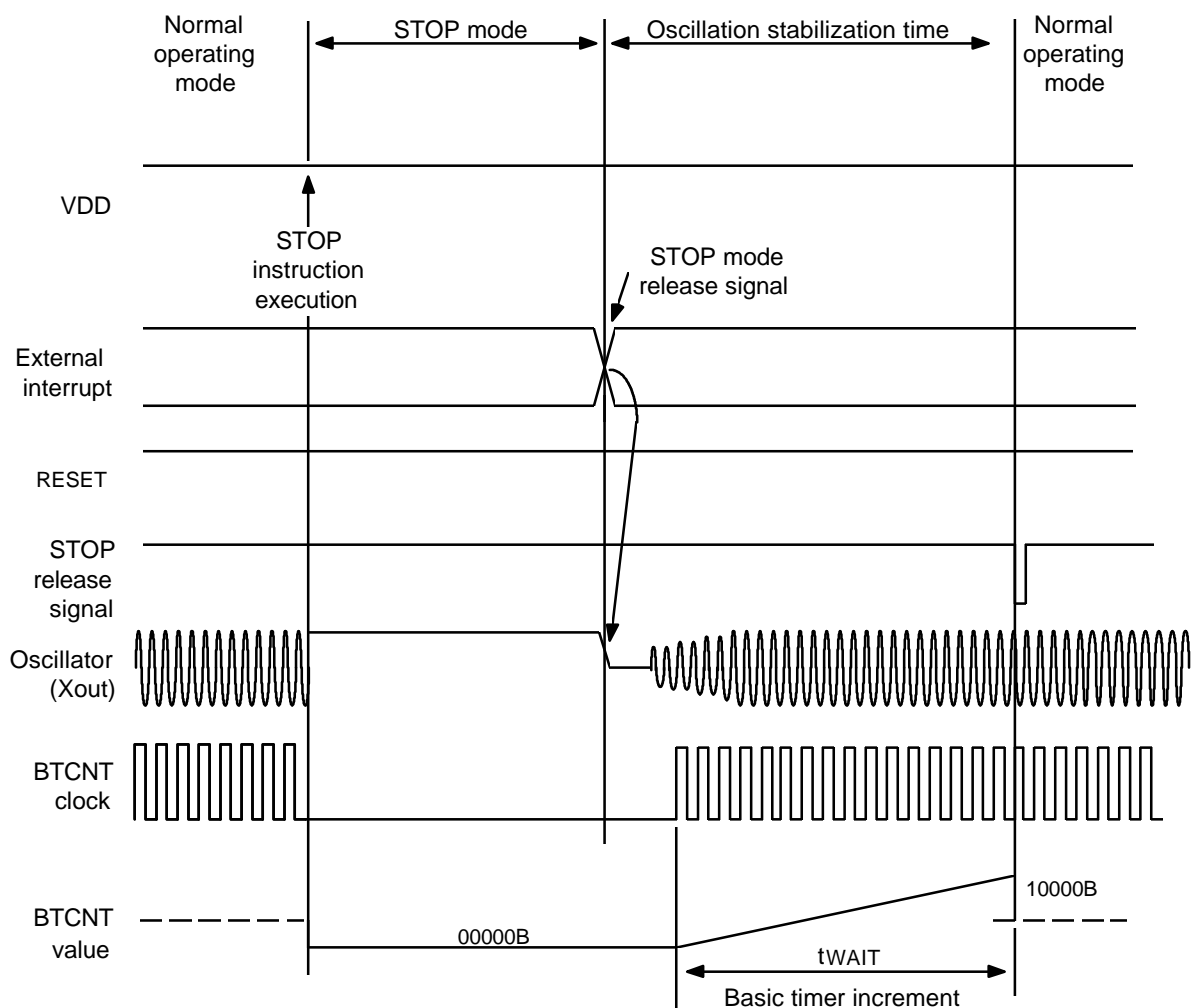 Normal
operating
mode
STOP mode
Oscillation stabilization time
Normal
operating
mode
VDD
STOP
instruction
execution
STOP mode
release signal
External
interrupt
RESET
STOP
release
signal
Oscillator
(Xout)
BTCNT
clock
10000B
BTCNT
value
00000B
tWAIT
Basic timer increment